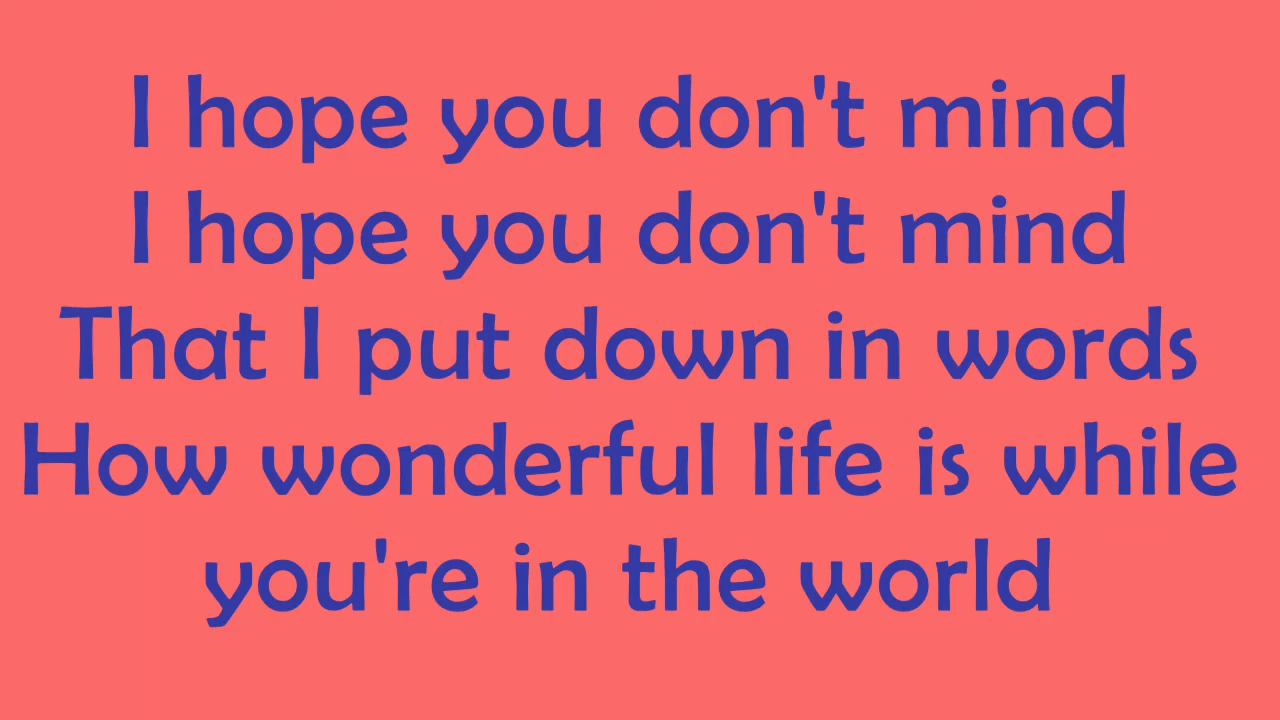 I hope you don't mind
I hope you don't mind
That I put down in words
How wonderful life is while
you're in the world